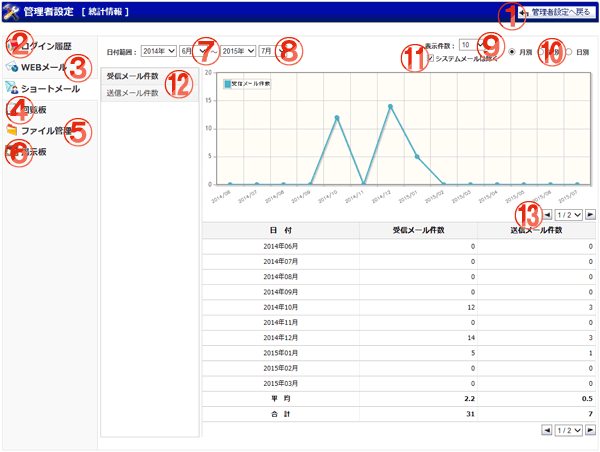 管理者設定 [ 統計情報 ]
① 管理者設定へ戻る
② ログイン履歴
WEBメール ③
ショートメール
④ 回覧板
ファイル管理 ⑤
⑥ 掲示板
日付範囲： 2014年 6月 ⑦ ～ 2015年 7月 ⑧
表示件数： 10 ⑨
⑪ システムメールは除く
月別 ⑩ 別 日別
受信メール件数
送信メール件数 ⑫
受信メール件数
20
15
10
5
0
2014/06 2014/07 2014/08 2014/09 2014/10 2014/11 2014/12 2015/01 2015/02 2015/03 2015/04 2015/05 2015/06 2015/07
⑬ 1 / 2
日 付 受信メール件数 送信メール件数
2014年06月 0 0
2014年07月 0 0
2014年08月 0 0
2014年09月 0 0
2014年10月 12 3
2014年11月 0 0
2014年12月 14 3
2015年01月 5 1
2015年02月 0 0
2015年03月 0 0
平 均 2.2 0.5
合 計 31 7
1 / 2